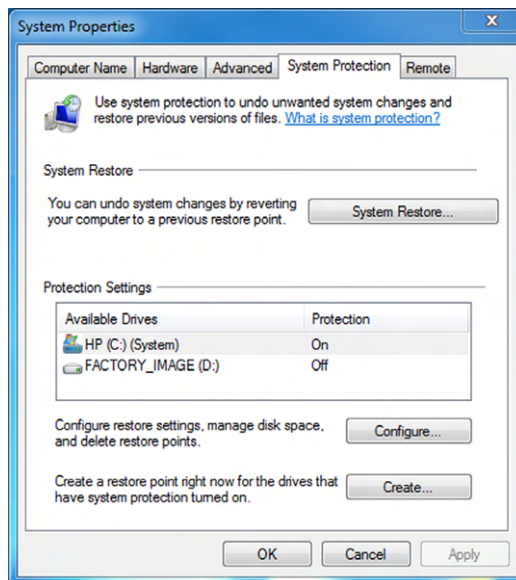 System Properties
x
Computer Name Hardware Advanced System Protection Remote
Use system protection to undo unwanted system changes and
restore previous versions of files. What is system protection?
System Restore
You can undo system changes by reverting
your computer to a previous restore point.
System Restore...
Protection Settings
Available Drives Protection
HP (C:) (System) On
FACTORY_IMAGE (D:) Off
Configure restore settings, manage disk space,
and delete restore points.
Configure...
Create a restore point right now for the drives that
have system protection turned on.
Create...
OK Cancel Apply